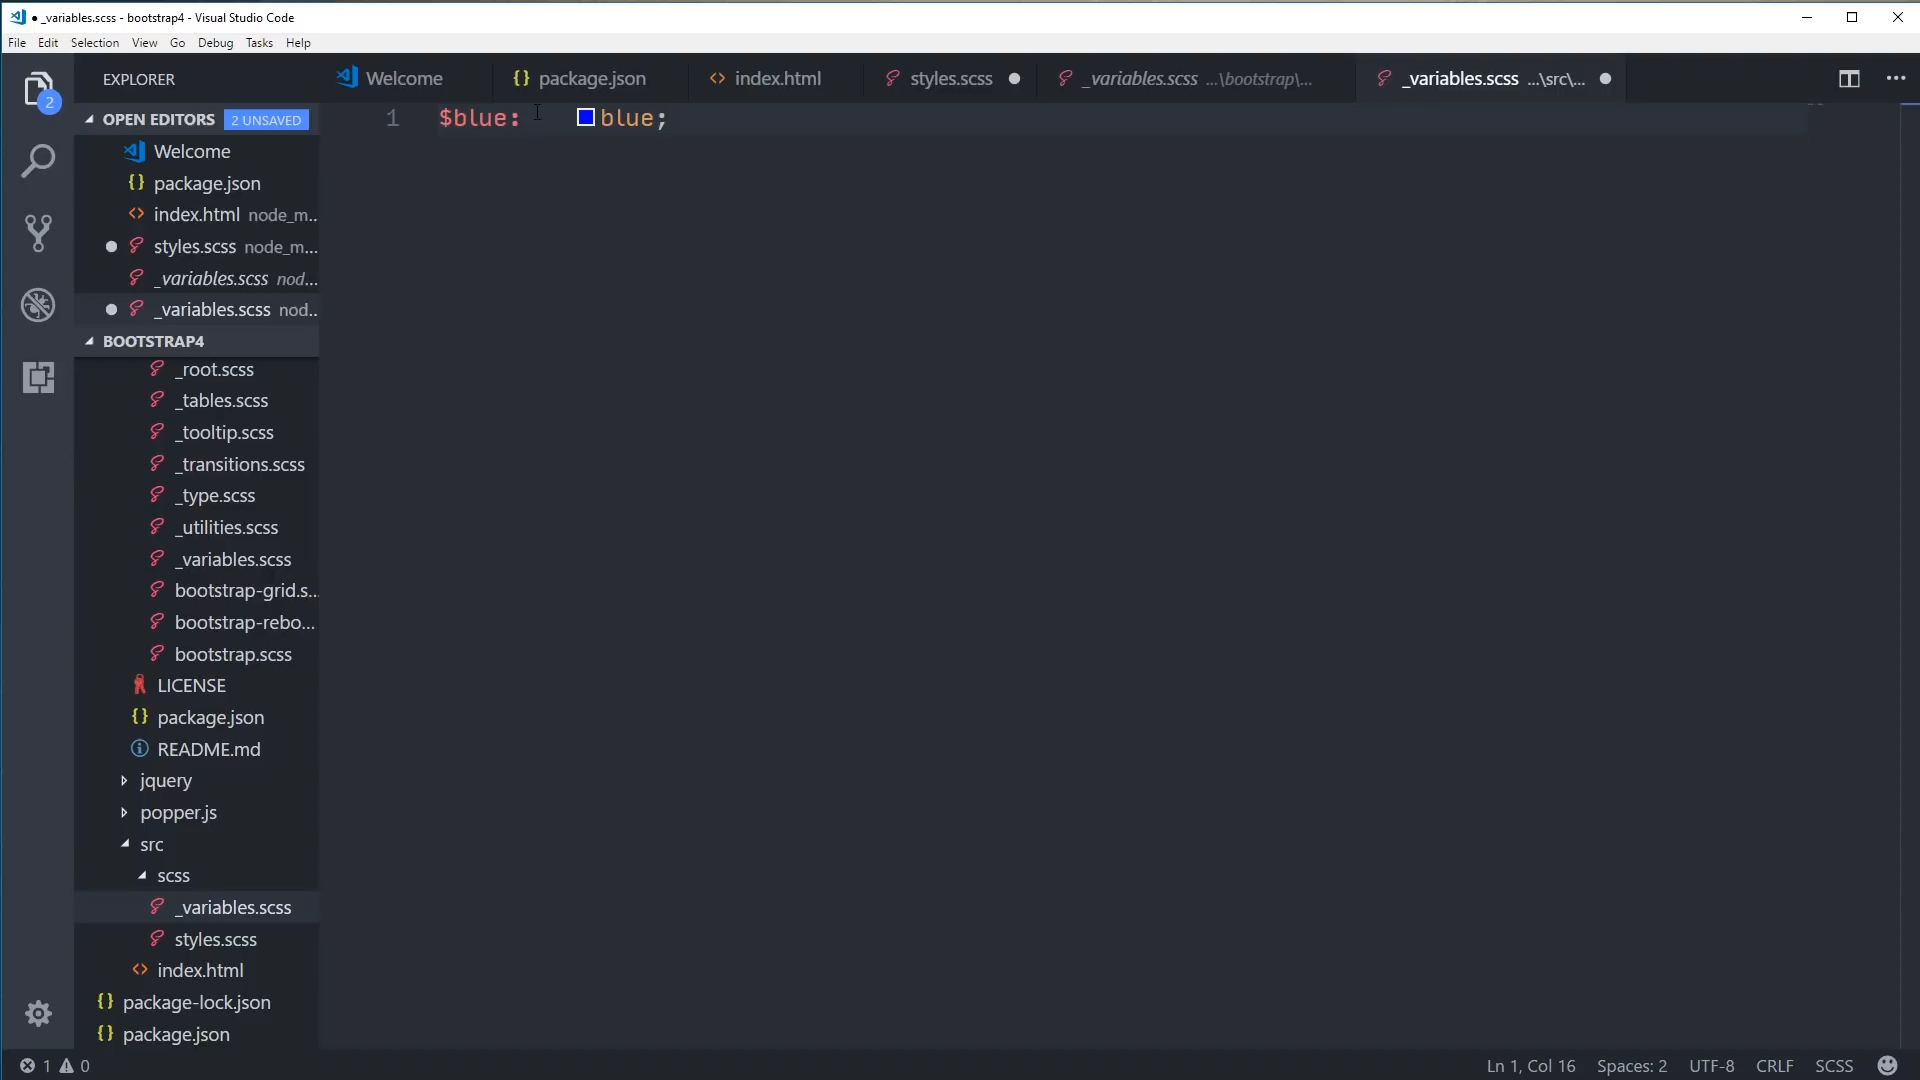 ● _variables.scss - bootstrap4 - Visual Studio Code
File Edit Selection View Go Debug Tasks Help
EXPLORER
Welcome
{} package.json
<> index.html
styles.scss ●
_variables.scss ...\bootstrap\...
_variables.scss ...\src\... ●
2
OPEN EDITORS 2 UNSAVED
Welcome
{} package.json
<> index.html node_m...
● styles.scss node_m...
_variables.scss nod...
● _variables.scss nod...
BOOTSTRAP4
_root.scss
_tables.scss
_tooltip.scss
_transitions.scss
_type.scss
_utilities.scss
_variables.scss
bootstrap-grid.s...
bootstrap-rebo...
bootstrap.scss
LICENSE
{} package.json
README.md
jquery
popper.js
src
scss
_variables.scss
styles.scss
<> index.html
{} package-lock.json
{} package.json
1 $blue: blue;
1 0
Ln 1, Col 16 Spaces: 2 UTF-8 CRLF SCSS